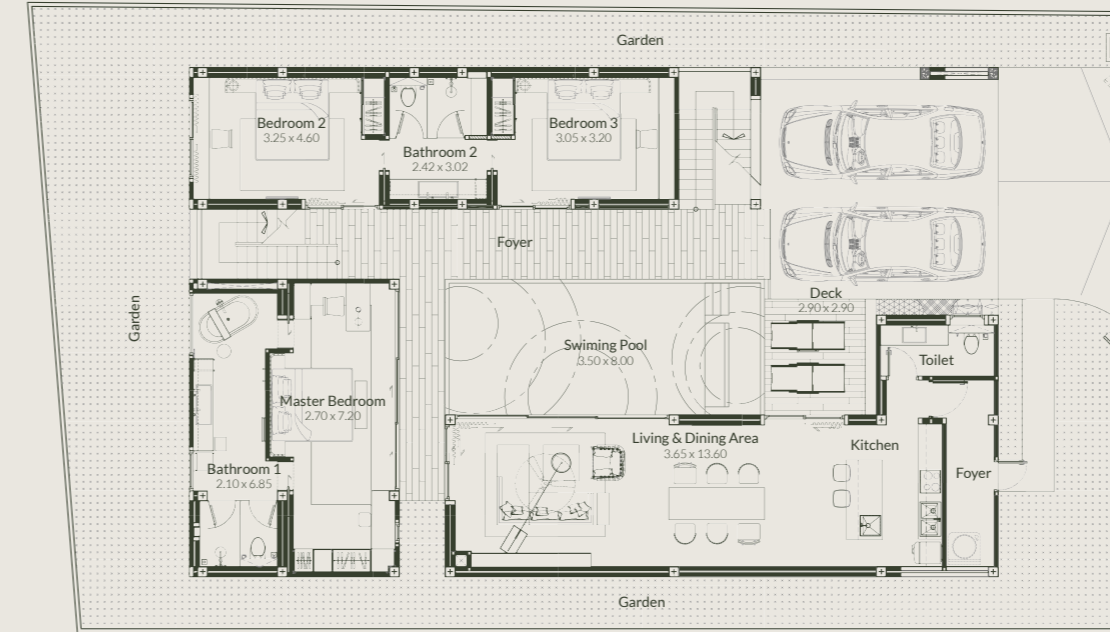 Garden
Bedroom 2
3.25 x 4.60
Bathroom 2
2.42 x 3.02
Bedroom 3
3.05 x 3.20
Foyer
Garden
Deck
2.90 x 2.90
Swiming Pool
3.50 x 8.00
Toilet
Master Bedroom
2.70 x 7.20
Living & Dining Area
3.65 x 13.60
Kitchen
Foyer
Bathroom 1
2.10 x 6.85
Garden